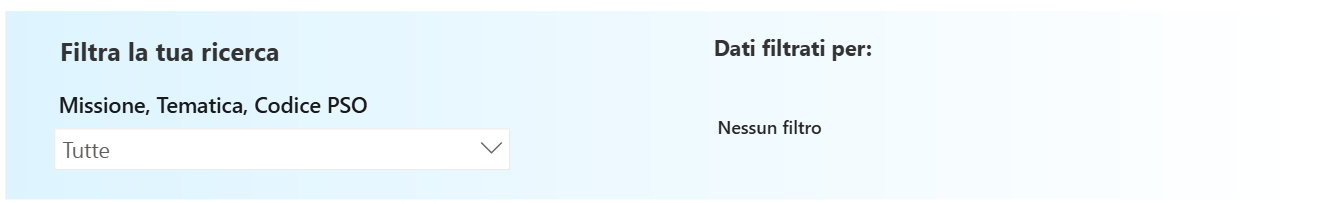 Filtra la tua ricerca
Missione, Tematica, Codice PSO
Tutte
Dati filtrati per:
Nessun filtro